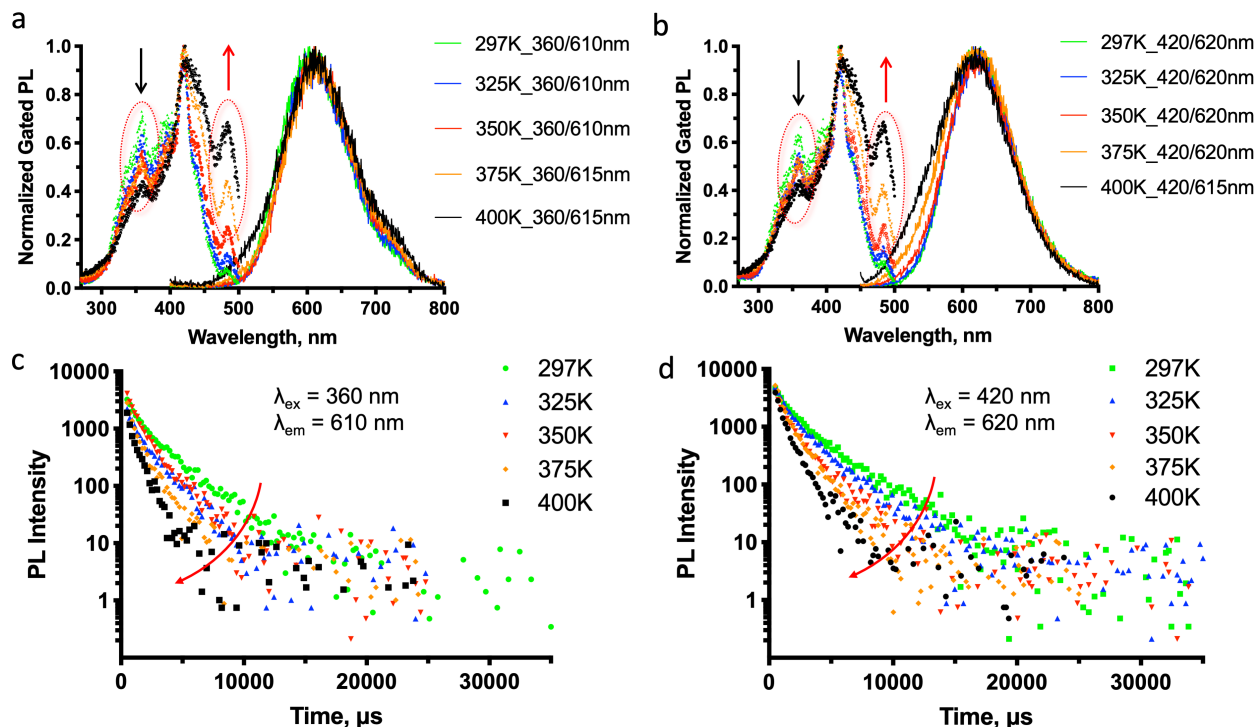 a
1.0
0.8
0.6
0.4
0.2
0.0
Normalized Gated PL
300 400 500 600 700 800
Wavelength, nm
297K_360/610nm
325K_360/610nm
350K_360/610nm
375K_360/615nm
400K_360/615nm
b
1.0
0.8
0.6
0.4
0.2
0.0
Normalized Gated PL
300 400 500 600 700 800
Wavelength, nm
297K_420/620nm
325K_420/620nm
350K_420/620nm
375K_420/620nm
400K_420/615nm
c
10000
1000
100
10
1
PL Intensity
0 10000 20000 30000
Time, µs
λex = 360 nm
λem = 610 nm
297K
325K
350K
375K
400K
d
10000
1000
100
10
1
PL Intensity
0 10000 20000 30000
Time, µs
λex = 420 nm
λem = 620 nm
297K
325K
350K
375K
400K